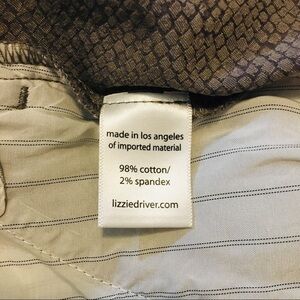 made in los angeles
of imported material
98% cotton/
2% spandex
lizziedriver.com